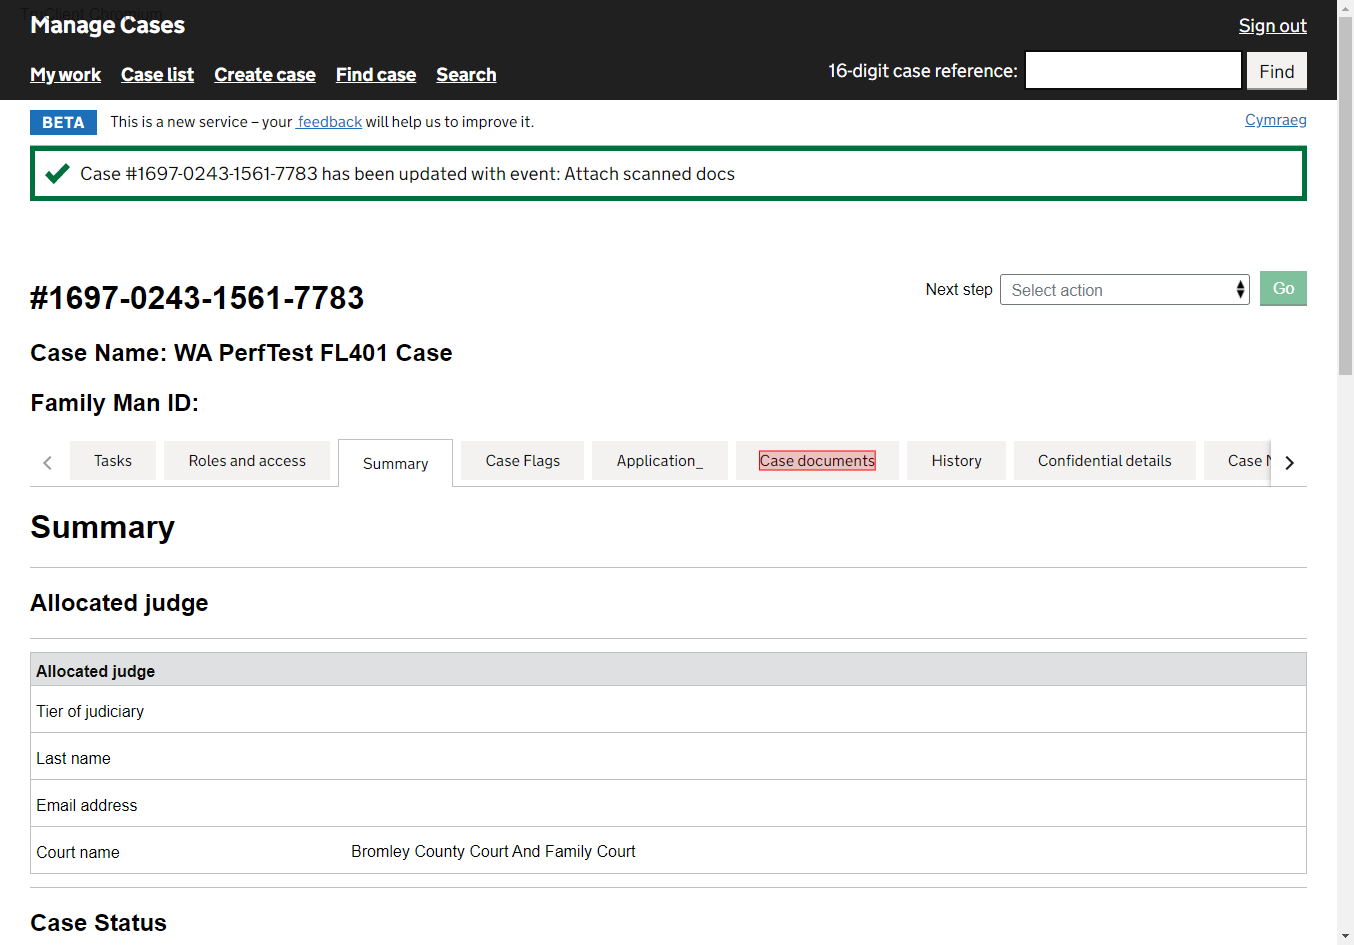 TruClient Chromium
Manage Cases
Sign out
My work Case list Create case Find case Search
16-digit case reference:
Find
BETA This is a new service – your feedback will help us to improve it.
Cymraeg
Case #1697-0243-1561-7783 has been updated with event: Attach scanned docs
#1697-0243-1561-7783
Next step Select action Go
Case Name: WA PerfTest FL401 Case
Family Man ID:
Tasks Roles and access Summary Case Flags Application_ Case documents History Confidential details Case
Summary
Allocated judge
Allocated judge
Tier of judiciary
Last name
Email address
Court name Bromley County Court And Family Court
Case Status